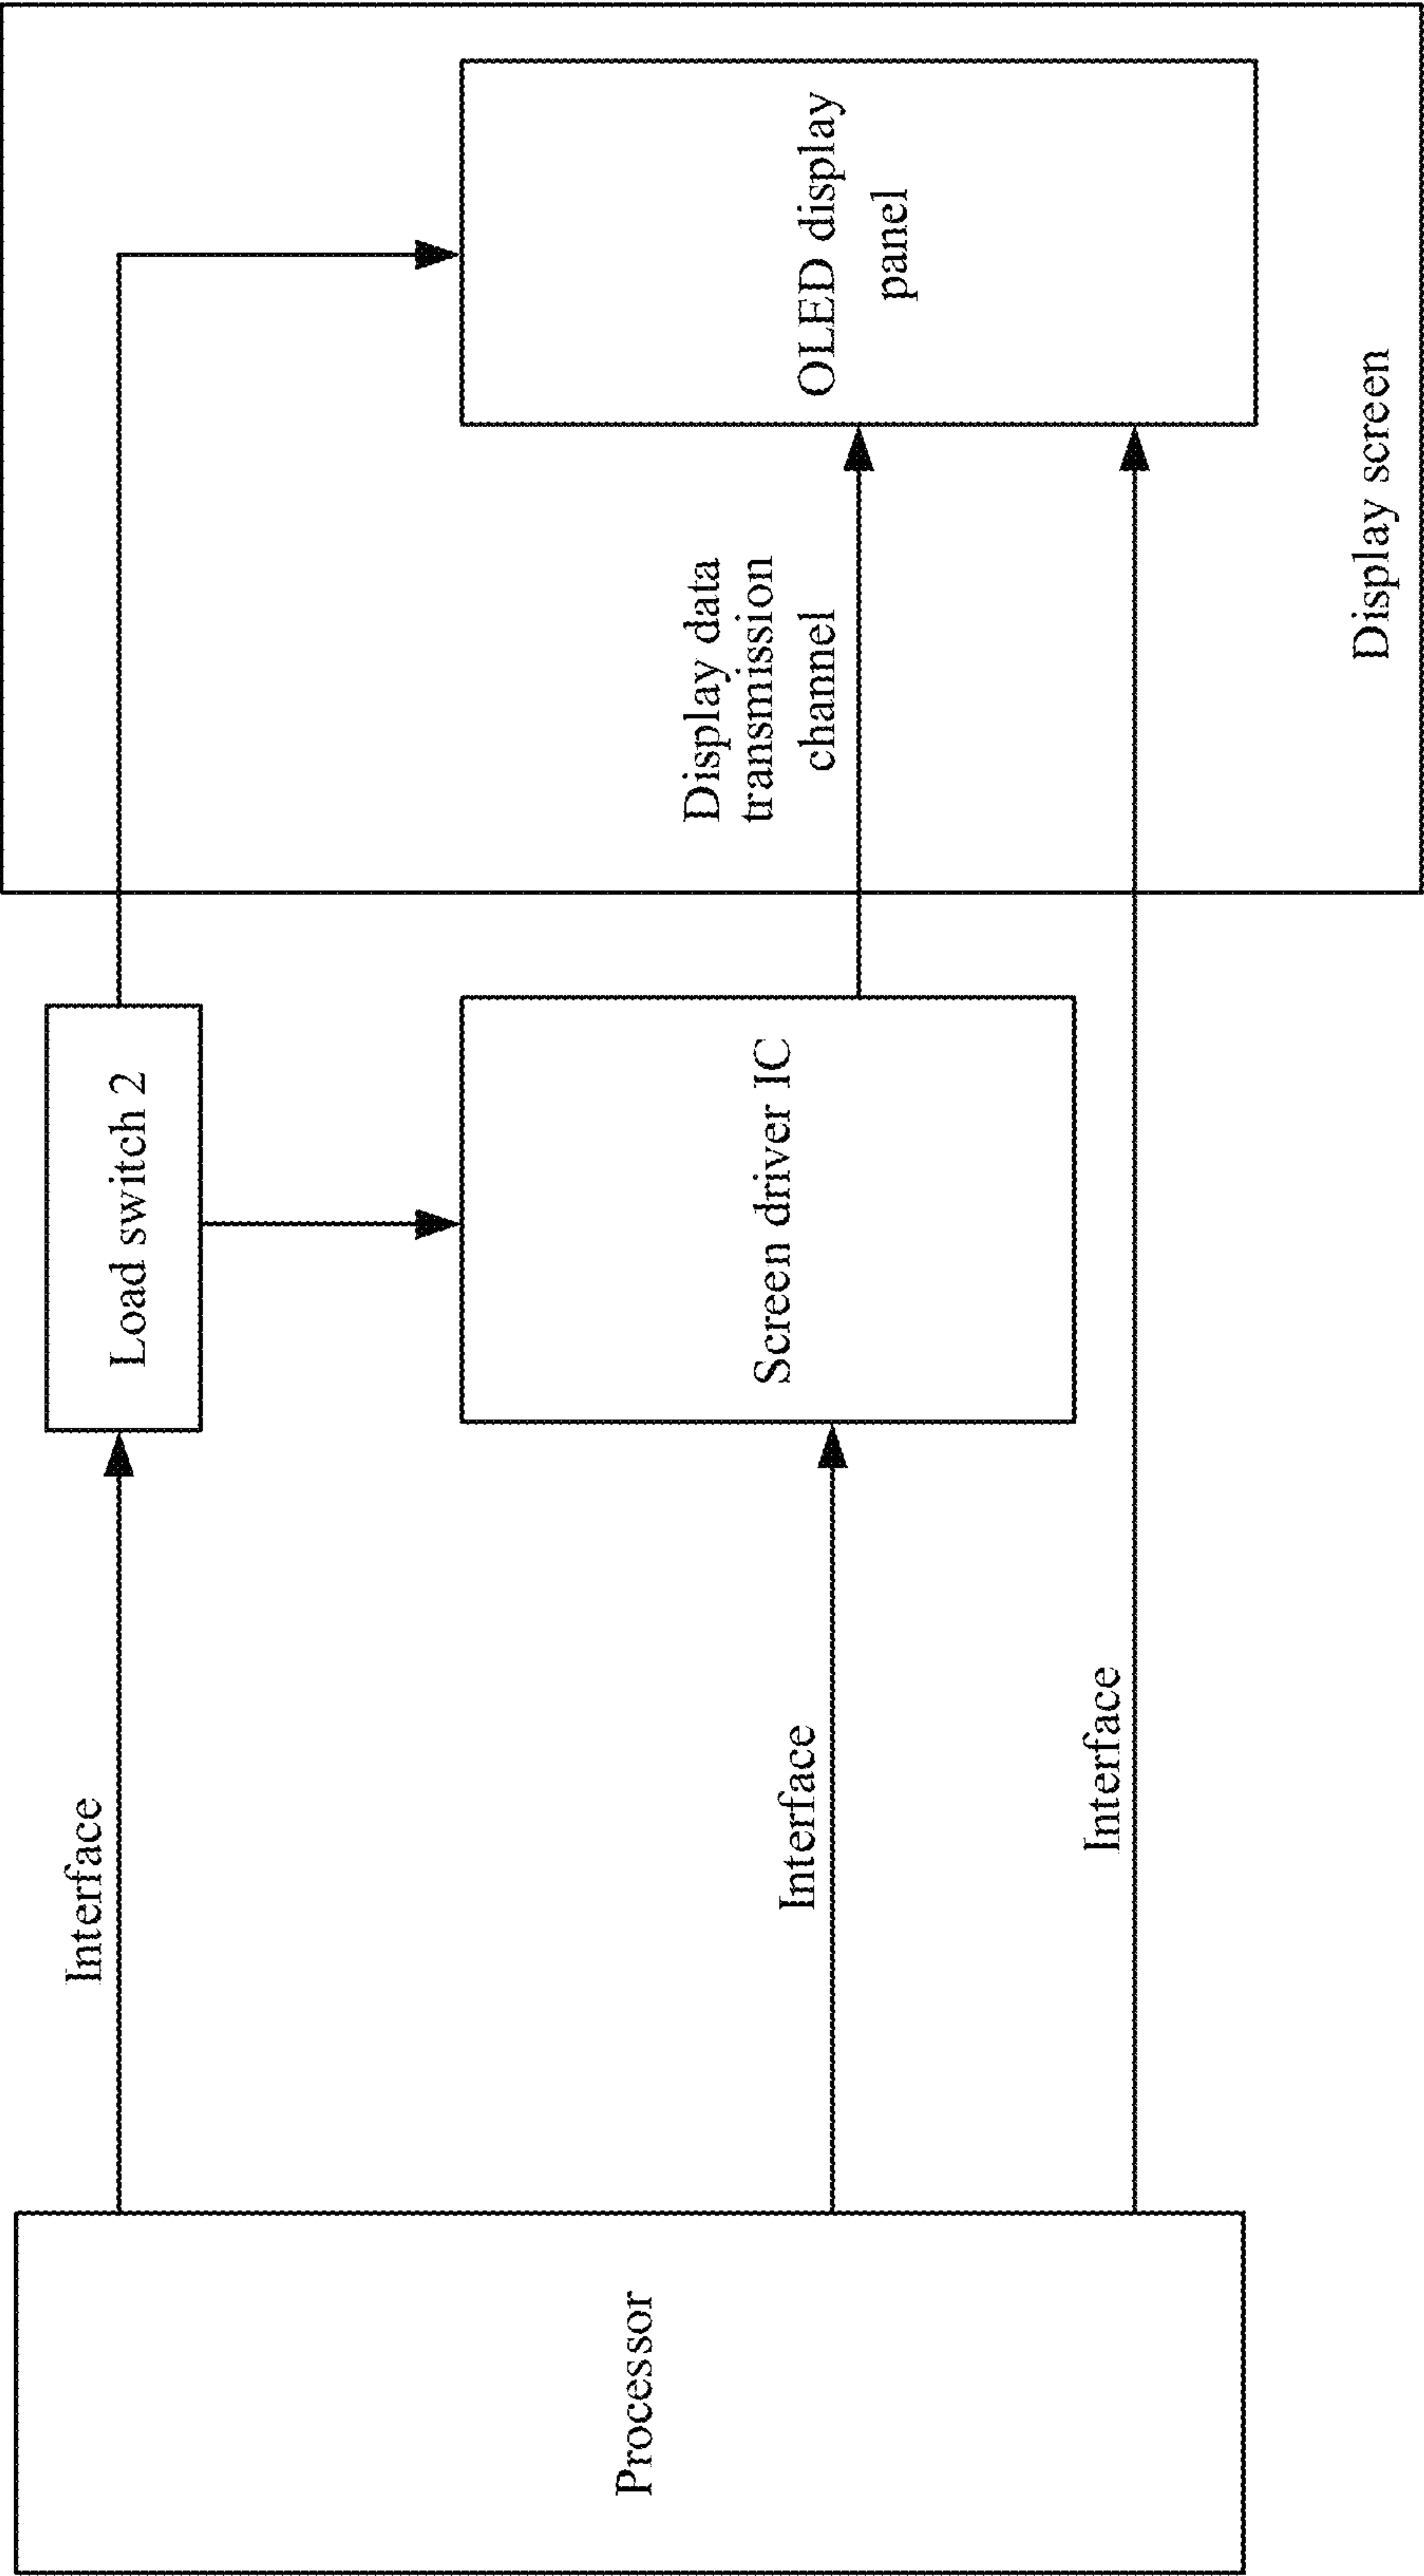 Processor
Interface
Interface
Interface
Load switch 2
Screen driver IC
Display data
transmission
channel
OLED display
panel
Display screen